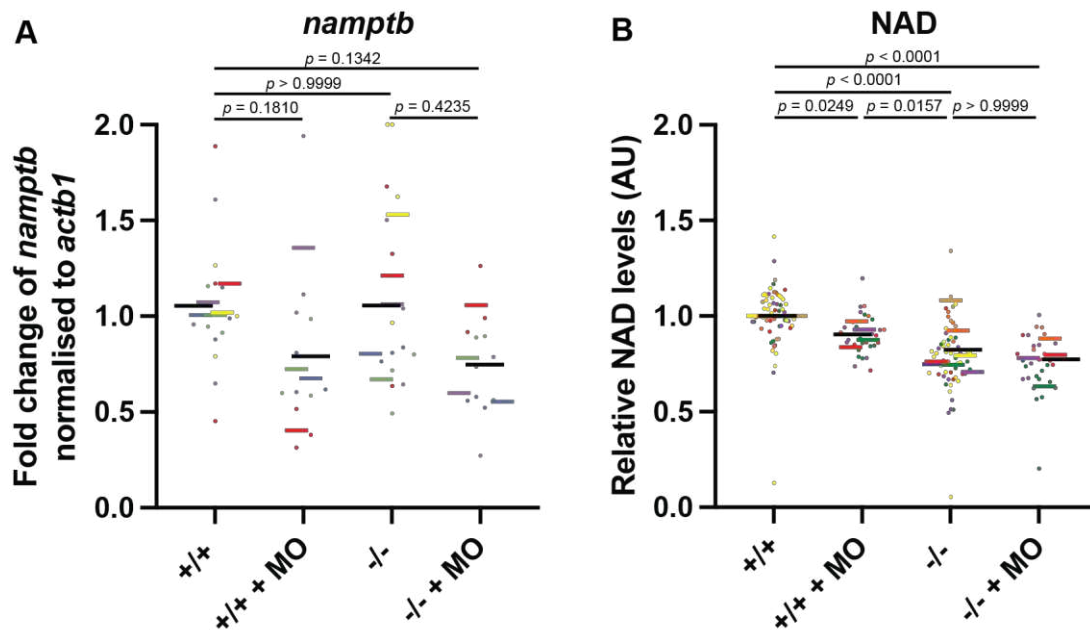 A
namptb
p = 0.1342
p > 0.9999
p = 0.1810
p = 0.4235
Fold change of namptb
normalised to actb1
2.0
1.5
1.0
0.5
0.0
+/+
+/+ + MO
-/-
-/- + MO
B
NAD
p < 0.0001
p < 0.0001
p = 0.0249
p = 0.0157
p > 0.9999
Relative NAD levels (AU)
2.0
1.5
1.0
0.5
0.0
+/+
+/+ + MO
-/-
-/- + MO